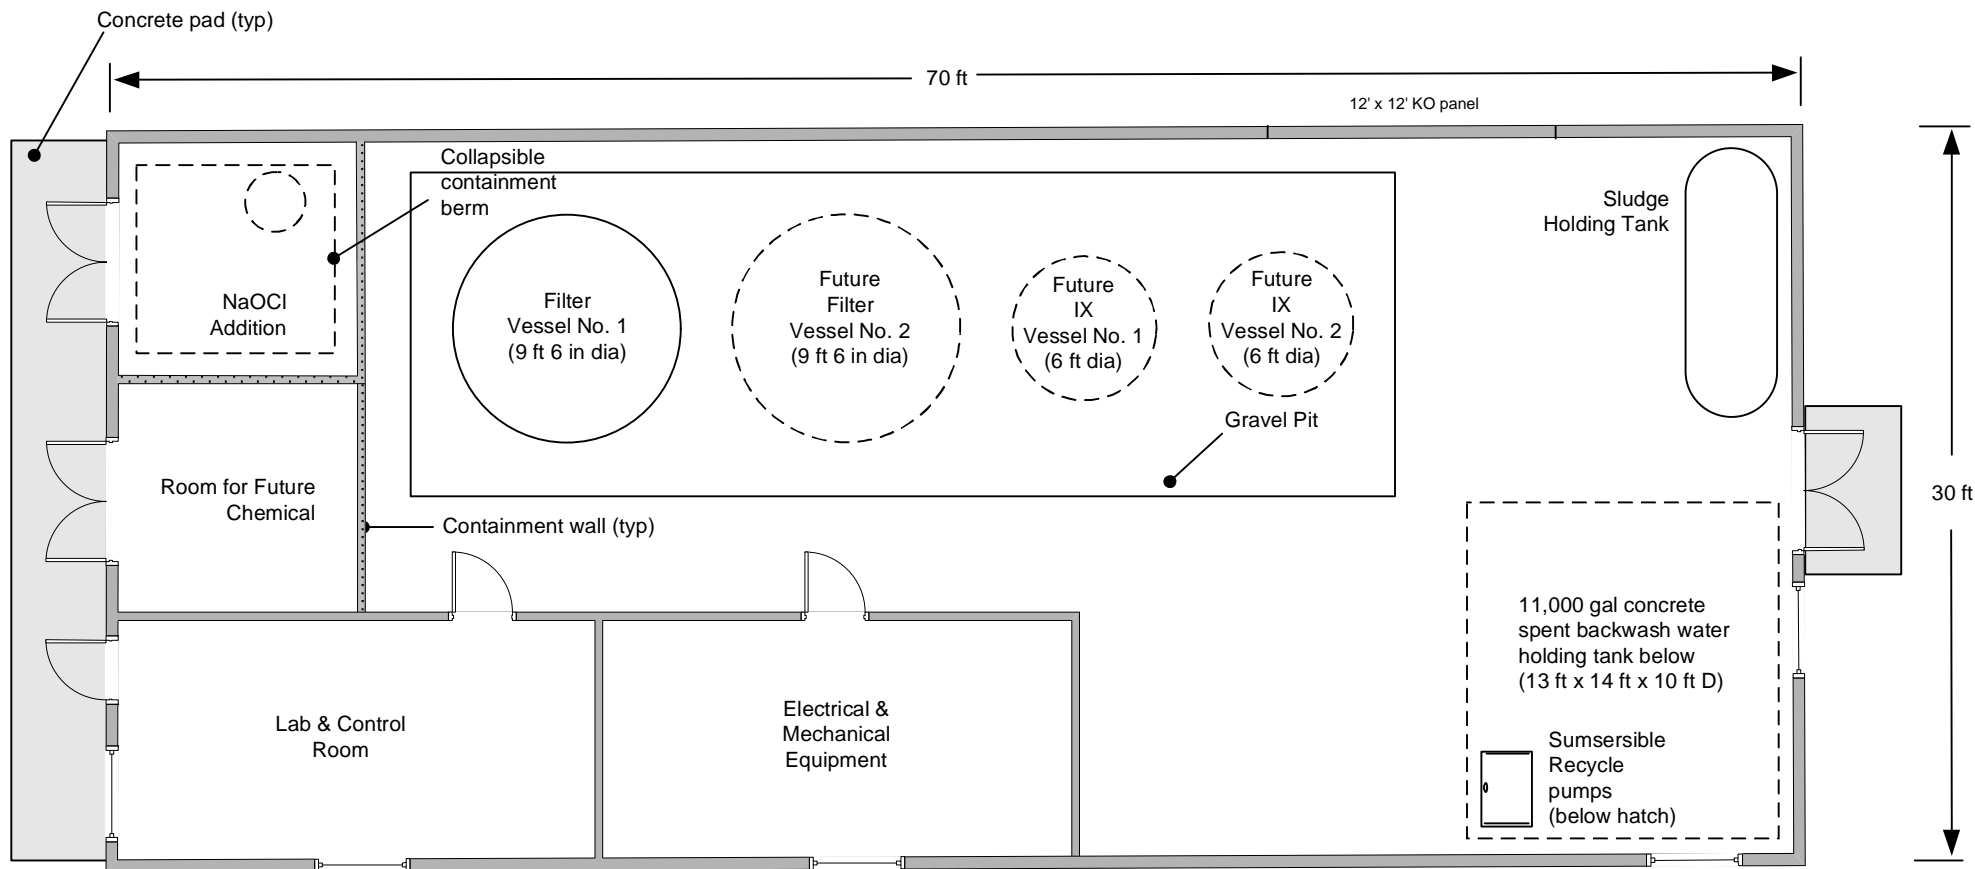 Concrete pad (typ)
70 ft
12' x 12' KO panel
Collapsible
containment
berm
Sludge
Holding Tank
NaOCl
Addition
Filter
Vessel No. 1
(9 ft 6 in dia)
Future
Filter
Vessel No. 2
(9 ft 6 in dia)
Future
IX
Vessel No. 1
(6 ft dia)
Future
IX
Vessel No. 2
(6 ft dia)
Gravel Pit
Room for Future
Chemical
Containment wall (typ)
30 ft
11,000 gal concrete
spent backwash water
holding tank below
(13 ft x 14 ft x 10 ft D)
Lab & Control
Room
Electrical &
Mechanical
Equipment
Sumsersible
Recycle
pumps
(below hatch)